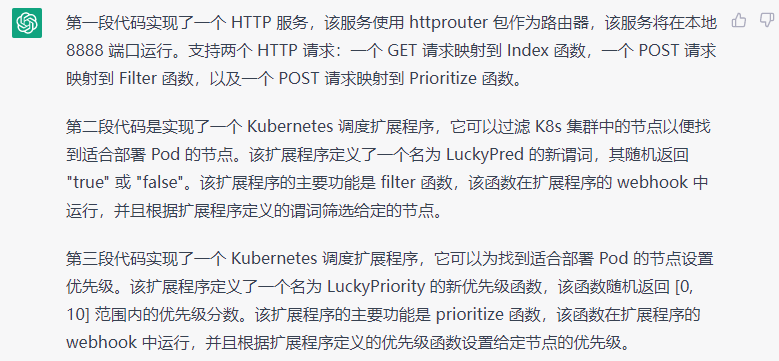 第一段代码实现了一个 HTTP 服务，该服务使用 httprouter 包作为路由器，该服务将在本地
8888 端口运行。支持两个 HTTP 请求：一个 GET 请求映射到 Index 函数，一个 POST 请求
映射到 Filter 函数，以及一个 POST 请求映射到 Prioritize 函数。
第二段代码是实现了一个 Kubernetes 调度扩展程序，它可以过滤 K8s 集群中的节点以便找
到适合部署 Pod 的节点。该扩展程序定义了一个名为 LuckyPred 的新谓词，其随机返回
"true" 或 "false"。该扩展程序的主要功能是 filter 函数，该函数在扩展程序的 webhook 中
运行，并且根据扩展程序定义的谓词筛选给定的节点。
第三段代码实现了一个 Kubernetes 调度扩展程序，它可以为找到适合部署 Pod 的节点设置
优先级。该扩展程序定义了一个名为 LuckyPriority 的新优先级函数，该函数随机返回 [0,
10] 范围内的优先级分数。该扩展程序的主要功能是 prioritize 函数，该函数在扩展程序的
webhook 中运行，并且根据扩展程序定义的优先级函数设置给定节点的优先级。